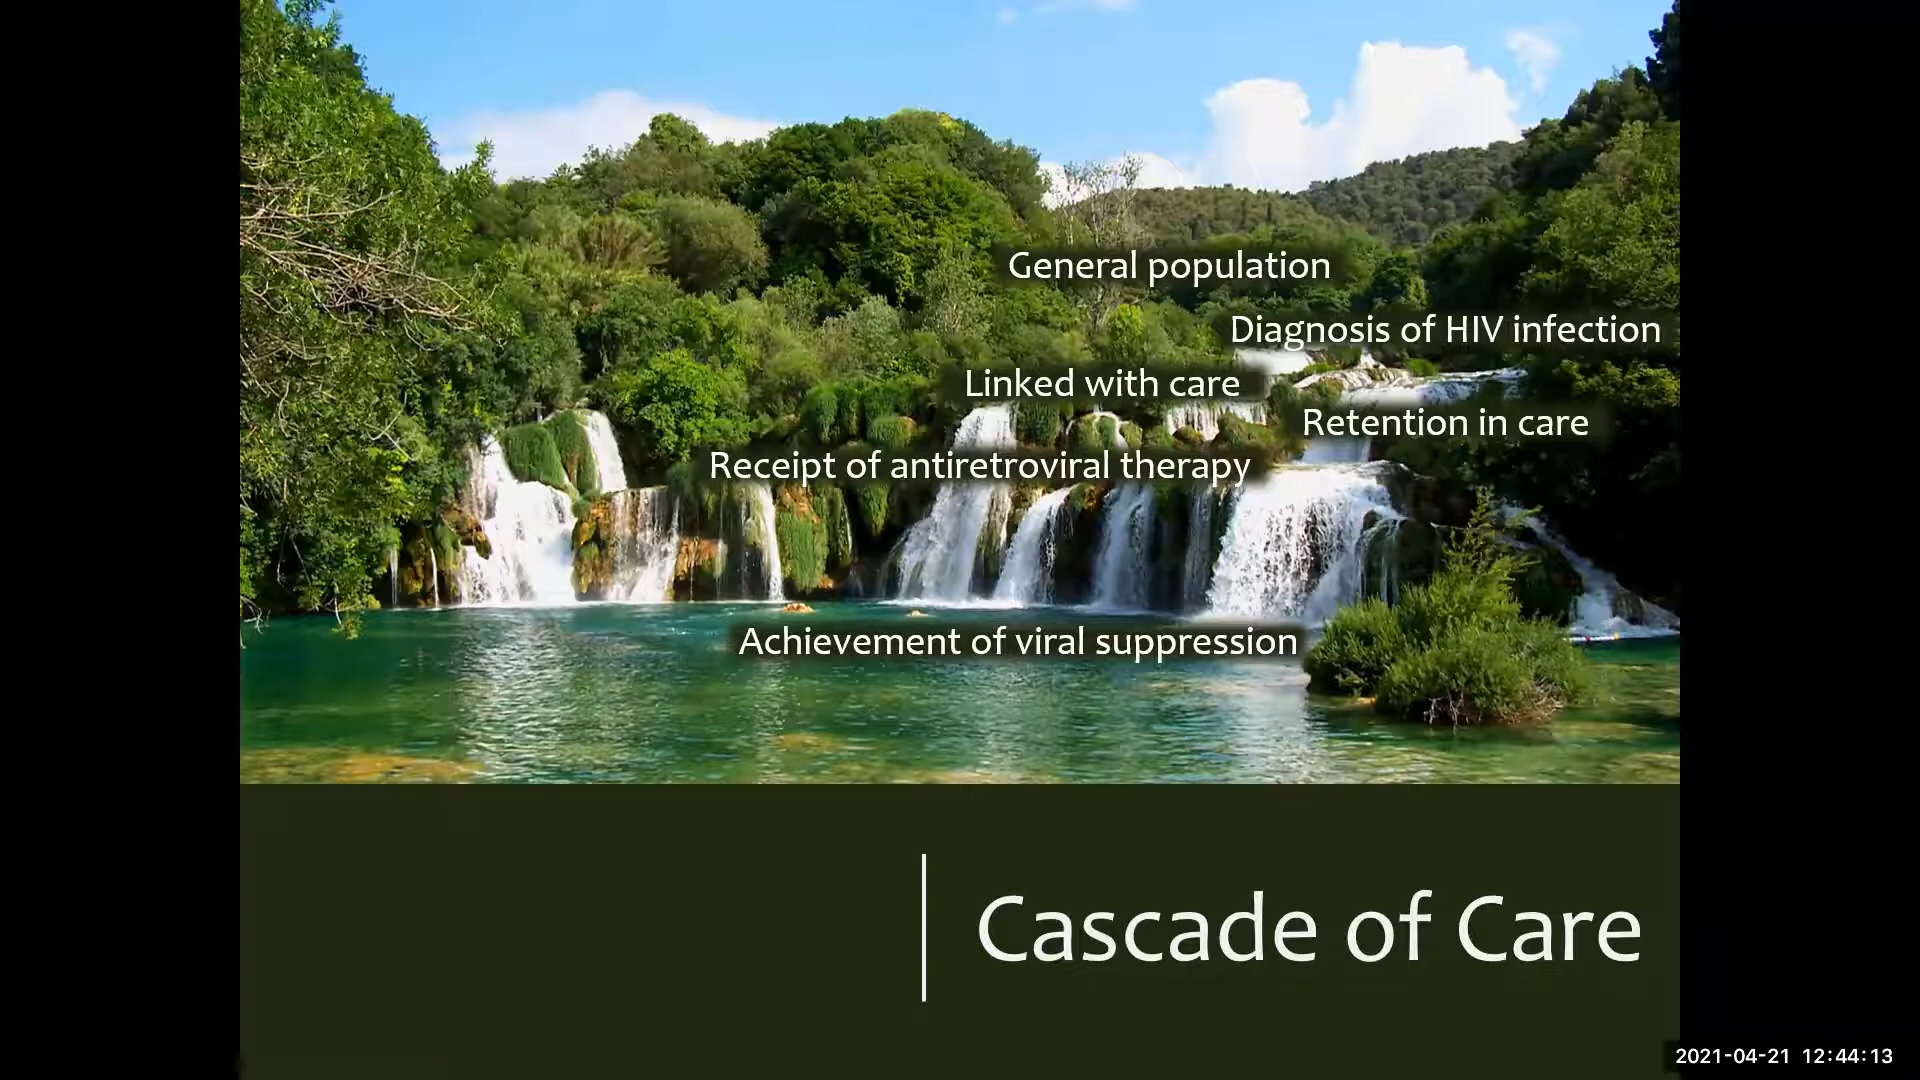 General population
Diagnosis of HIV infection
Linked with care
Retention in care
Receipt of antiretroviral therapy
Achievement of viral suppression
Cascade of Care
2021-04-21 12:44:13